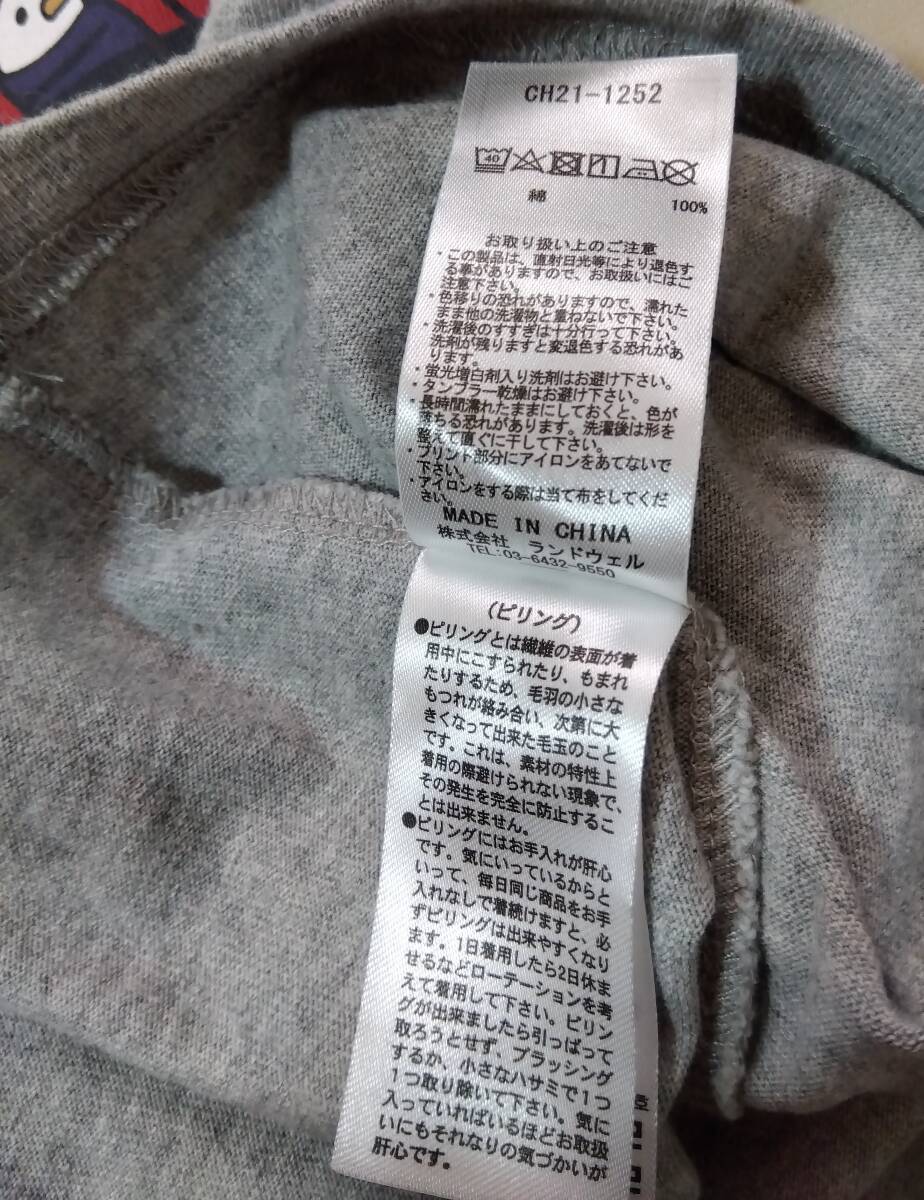 CH21-1252
40
綿 100%
お取り扱い上のご注意
・この製品は、直射日光等により退色す
る事がありますので、お取扱いにはご
注意下さい。
・色移りの恐れがありますので、濡れた
まま他の洗濯物と重ねないで下さい。
・洗濯後のすすぎは十分行って下さい。
洗剤が残りますと変退色する恐れがあ
ります。
・蛍光増白剤入り洗剤はお避け下さい。
・タンブラー乾燥はお避け下さい。
・長時間濡れたままにしておくと、色が
落ちる恐れがあります。洗濯後は形を
整えて直ぐに干して下さい。
・プリント部分にアイロンをあてないで
下さい。
・アイロンをする際は当て布をしてくだ
さい。
MADE IN CHINA
株式会社 ランドウェル
TEL:03-6432-9550
(ピリング)
●ピリングとは繊維の表面が着
用中にこすられたり、もまれ
たりするため、毛羽の小さな
もつれが絡み合い、次第に大
きくなって出来た毛玉のこと
です。これは、素材の特性上
着用の際避けられない現象で、
その発生を完全に防止するこ
とは出来ません。
●ピリングにはお手入れが肝心
です。気にいっているからと
いって、毎日同じ商品をお手
入れなしで着続けますと、必
ずピリングは出来やすくなり
ます。1日着用したら2日休ま
せるなどローテーションを考
えて着用して下さい。ピリン
グが出来ましたら引っぱって
取ろうとせず、ブラッシング
するか、小さなハサミで1つ
1つ取り除いて下さい。気に
入っていればいるほどお取扱
いにもそれなりの気づかいが
肝心です。